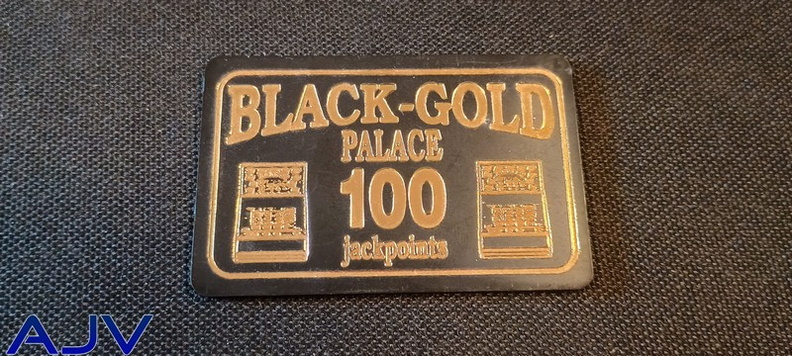 BLACK-GOLD
PALACE
100
jackpoints
AJV